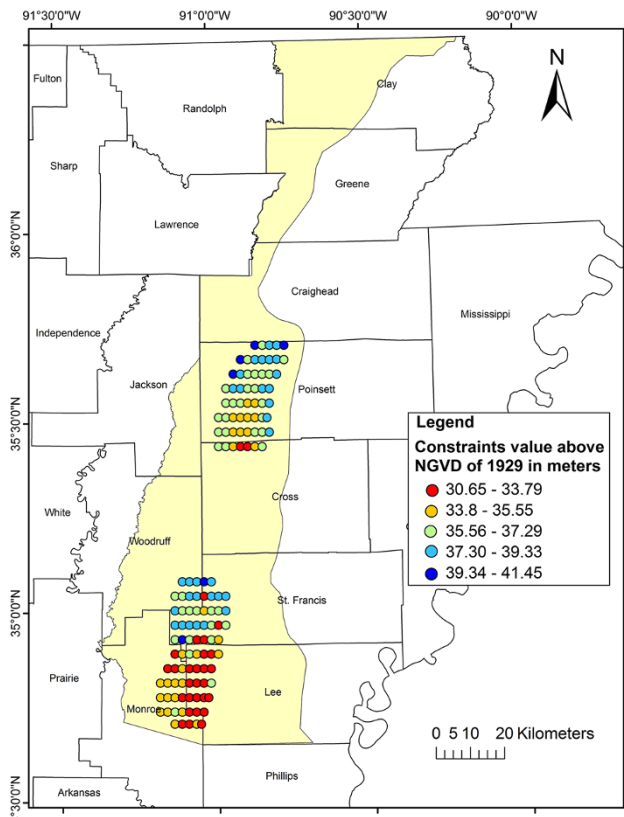 91°30'0"W 91°0'0"W 90°30'0"W 90°0'0"W
N
Fulton
Clay
Randolph
Sharp
Greene
Lawrence
36°0'0"N
Craighead
Mississippi
Independence
Jackson
Poinsett
35°30'0"N
Legend
Constraints value above
NGVD of 1929 in meters
30.65 - 33.79
33.8 - 35.55
35.56 - 37.29
37.30 - 39.33
39.34 - 41.45
Cross
White
Woodruff
St. Francis
35°0'0"N
Prairie
Lee
Monroe
0 5 10 20 Kilometers
Phillips
Arkansas
°30'0"N